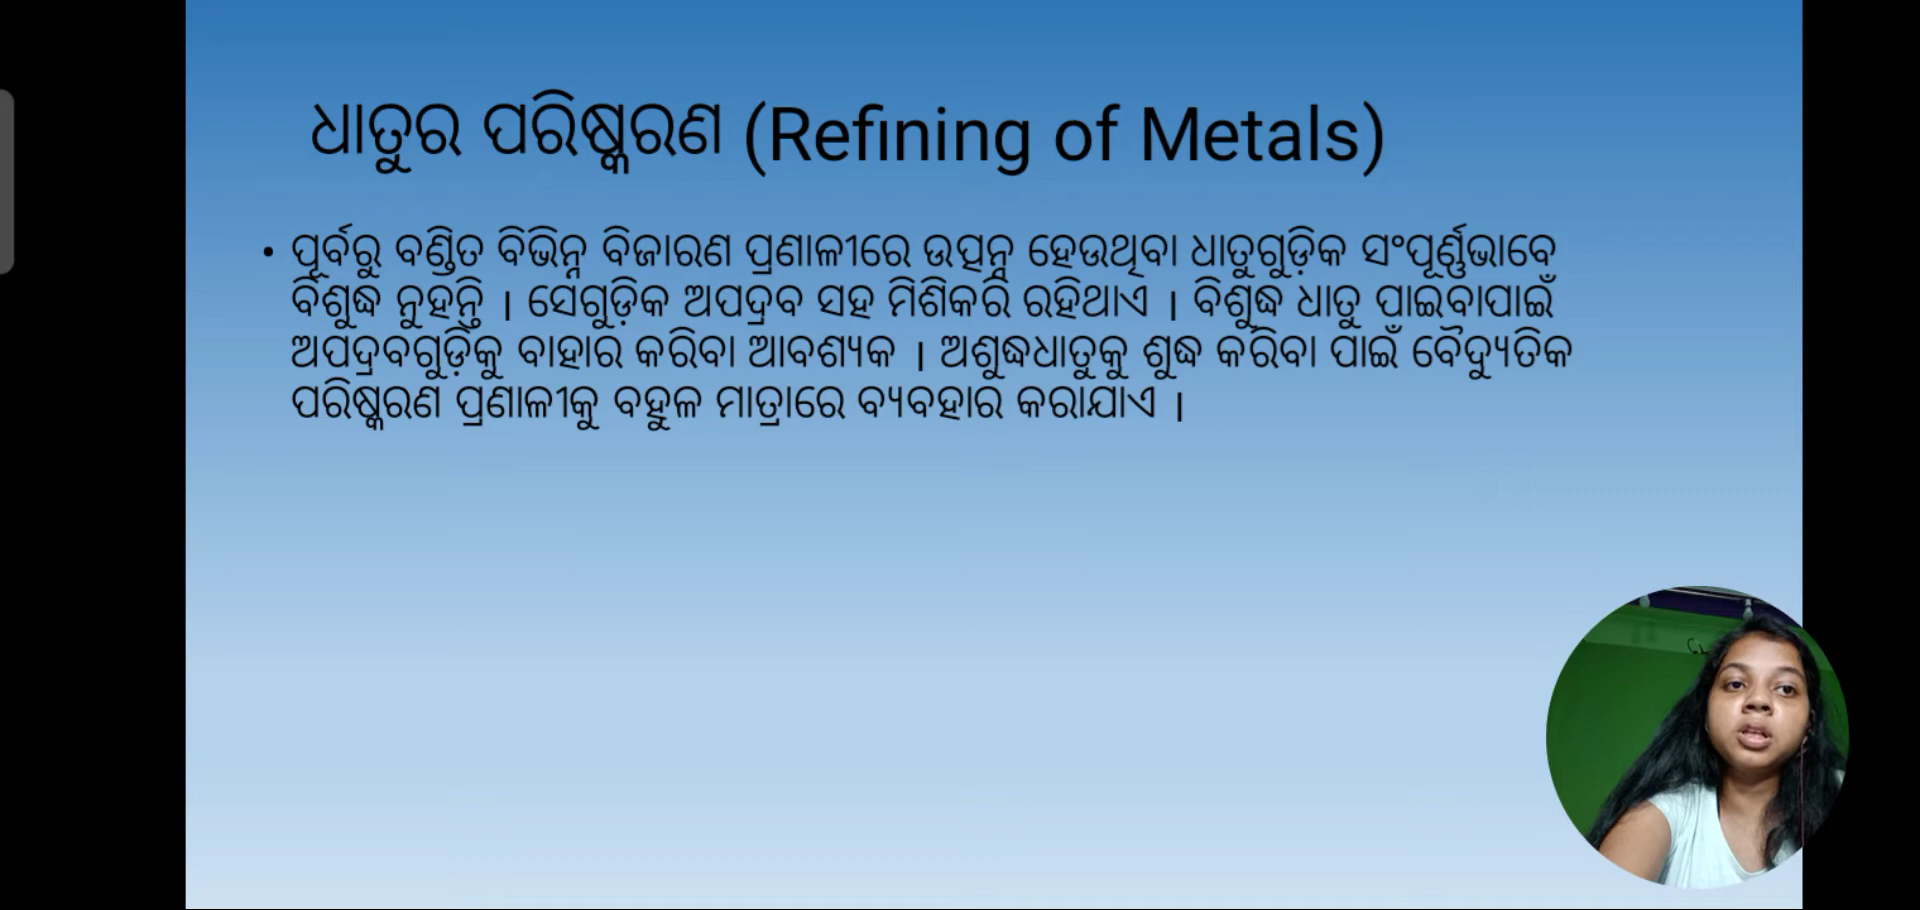 ଧାତୁର ପରିଷ୍କରଣ (Refining of Metals)
• ପୂର୍ବରୁ ବଣ୍ଡିତ ବିଭିନ୍ନ ବିଜାରଣ ପ୍ରଣାଳୀରେ ଉତ୍ପନ୍ନ ହେଉଥିବା ଧାତୁଗୁଡ଼ିକ ସଂପୂର୍ଣ୍ଣଭାବେ
ବିଶୁଦ୍ଧ ନୁହନ୍ତି । ସେଗୁଡ଼ିକ ଅପଦ୍ରବ ସହ ମିଶିକରି ରହିଥାଏ । ବିଶୁଦ୍ଧ ଧାତୁ ପାଇବାପାଇଁ
ଅପଦ୍ରବଗୁଡ଼ିକୁ ବାହାର କରିବା ଆବଶ୍ୟକ । ଅଶୁଦ୍ଧଧାତୁକୁ ଶୁଦ୍ଧ କରିବା ପାଇଁ ବୈଦ୍ୟୁତିକ
ପରିଷ୍କରଣ ପ୍ରଣାଳୀକୁ ବହୁଳ ମାତ୍ରାରେ ବ୍ୟବହାର କରାଯାଏ ।